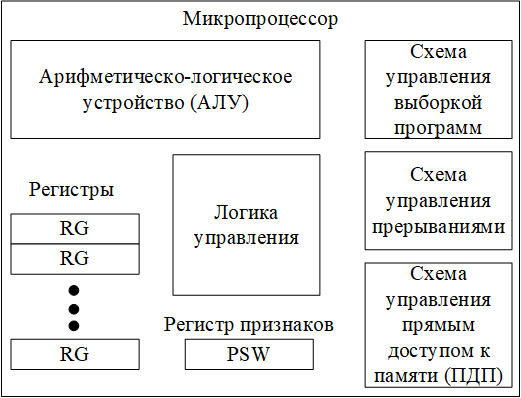 Микропроцессор
Арифметическо-логическое
устройство (АЛУ)
Схема
управления
выборкой
программ
Регистры
RG
RG
RG
Логика
управления
Схема
управления
прерываниями
Регистр признаков
PSW
Схема
управления
прямым
доступом к
памяти (ПДП)